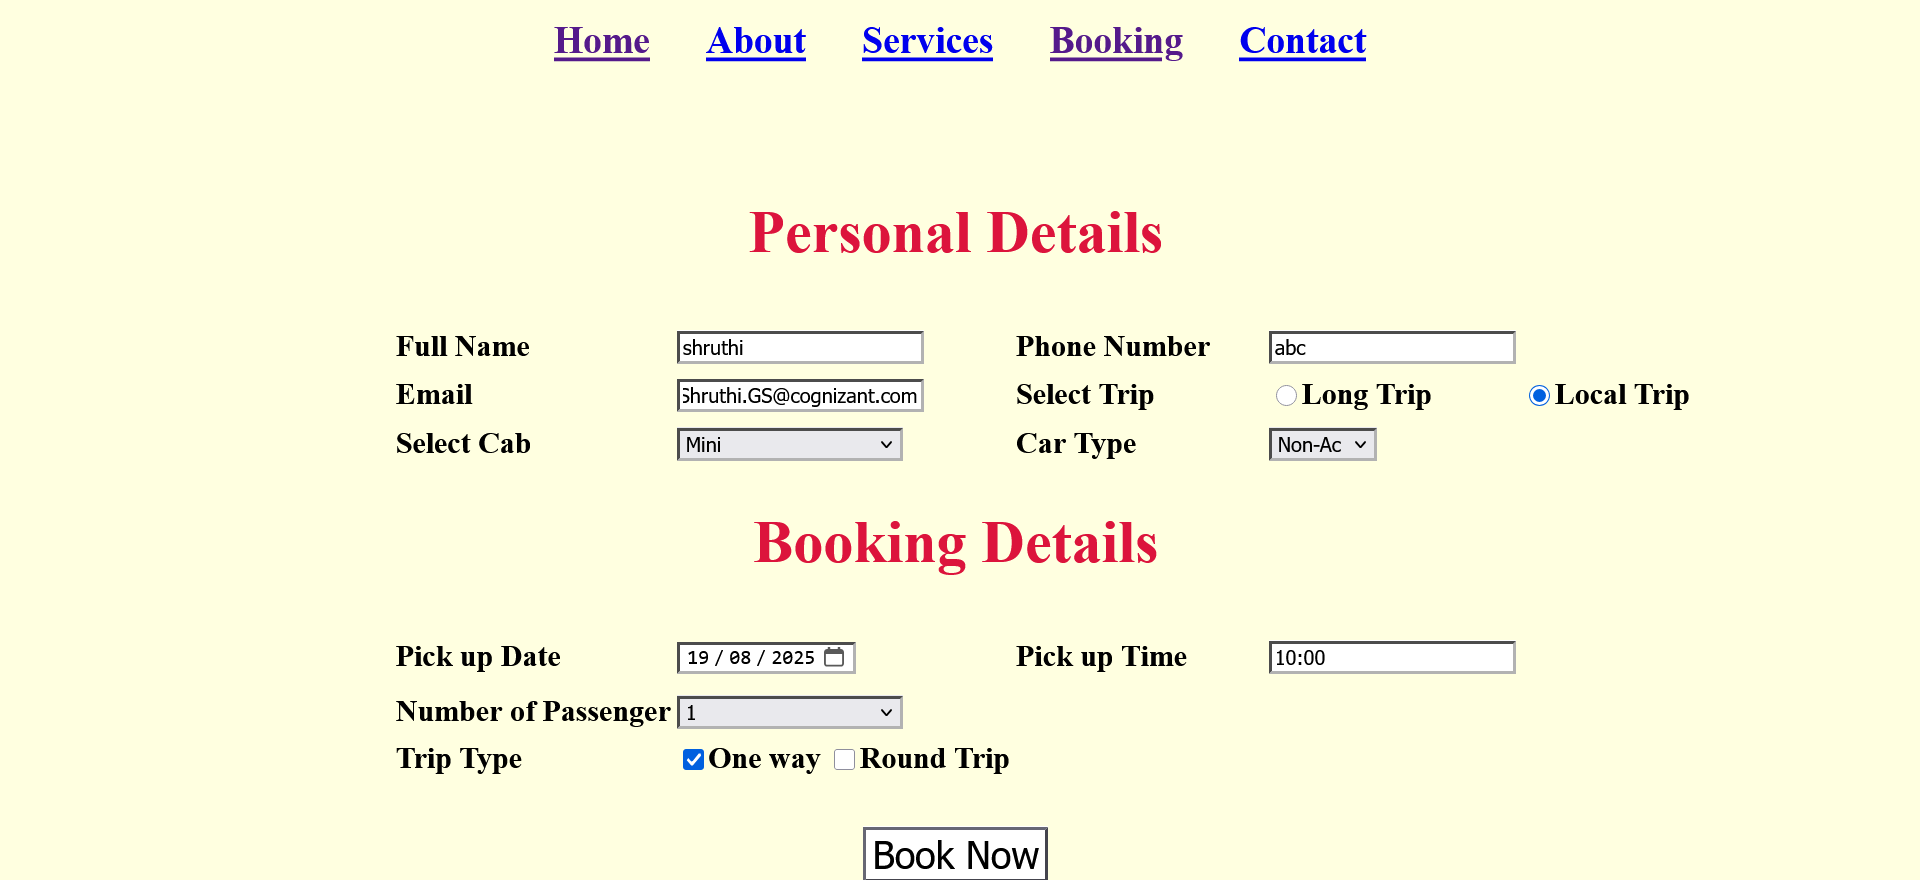 Home About Services Booking Contact
Personal Details
Full Name shruthi Phone Number abc
Email Shruthi.GS@cognizant.com Select Trip Long Trip Local Trip
Select Cab Mini Car Type Non-Ac
Booking Details
Pick up Date 19 / 08 / 2025 Pick up Time 10:00
Number of Passenger 1
Trip Type One way Round Trip
Book Now